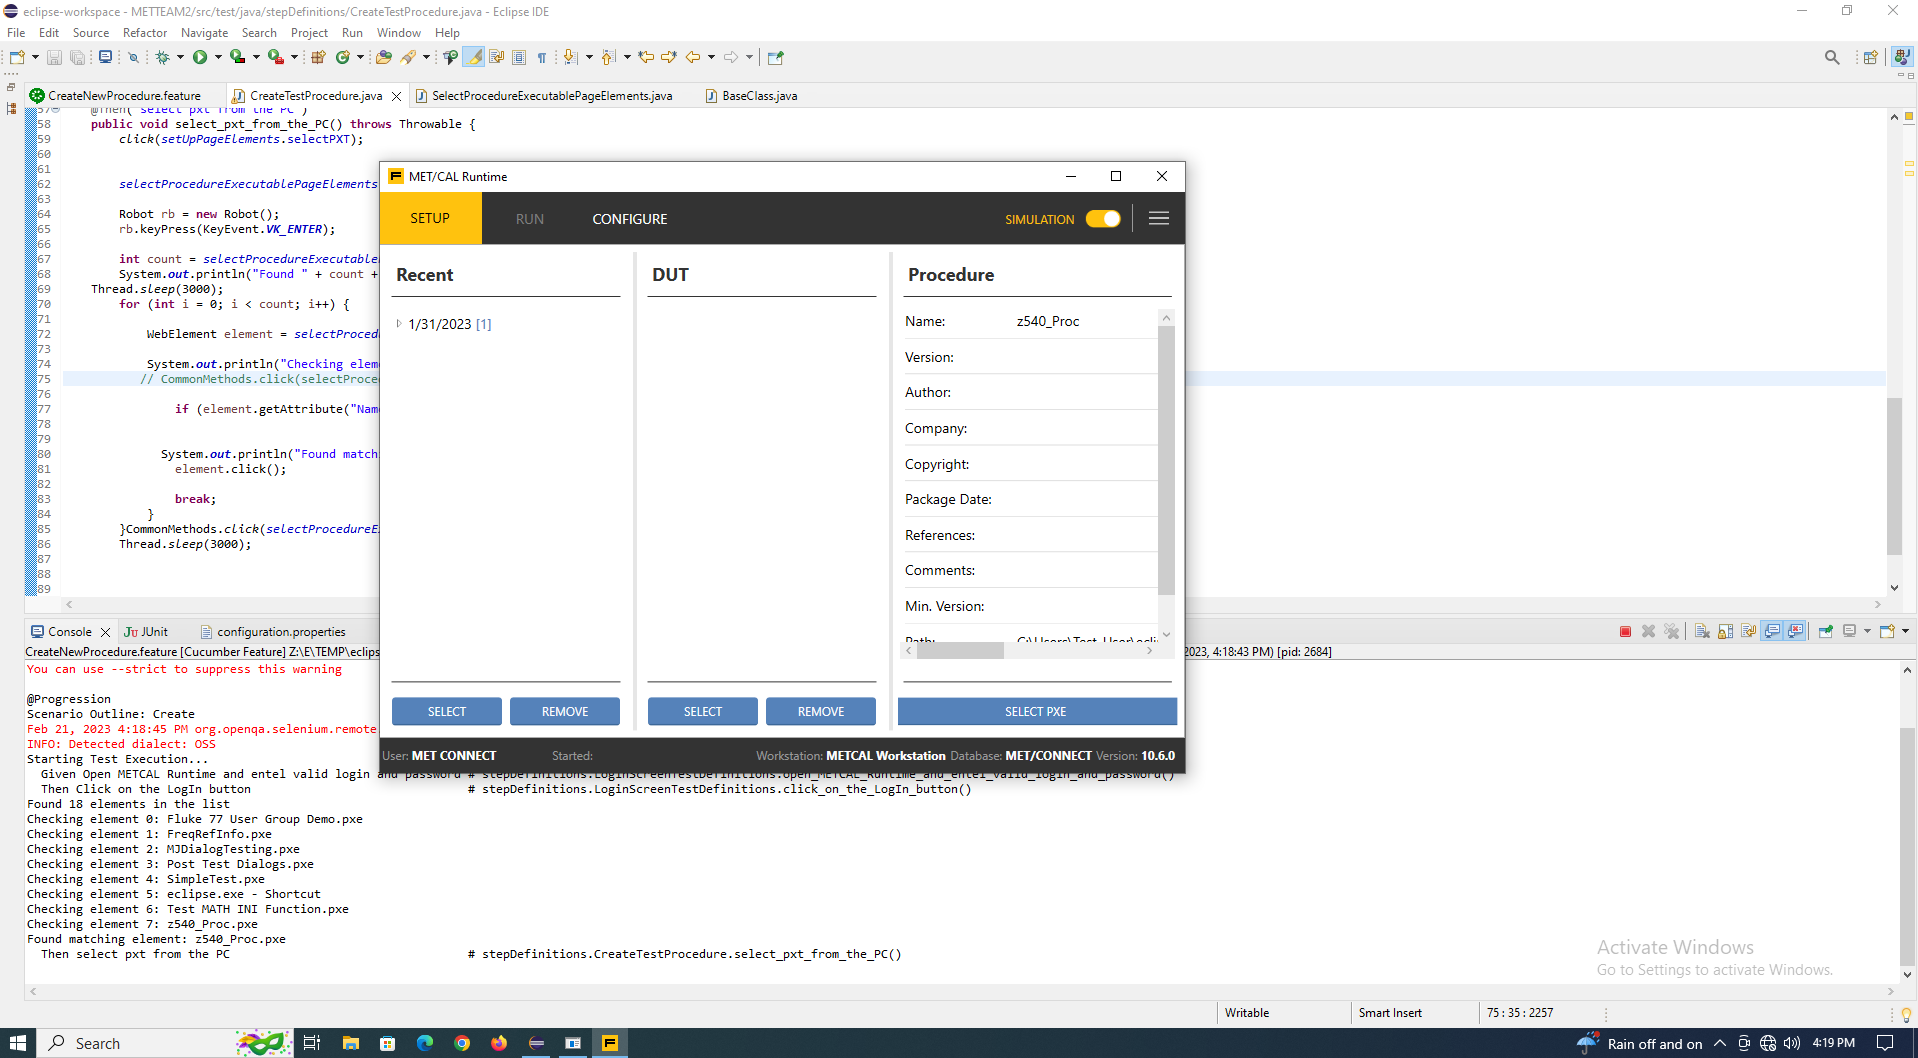 eclipse-workspace - METTEAM2/src/test/java/stepDefinitions/CreateTestProcedure.java - Eclipse IDE
File Edit Source Refactor Navigate Search Project Run Window Help
CreateNewProcedure.feature CreateTestProcedure.java SelectProcedureExecutablePageElements.java BaseClass.java
57 @Then("select pxt from the PC")
58 public void select_pxt_from_the_PC() throws Throwable {
59 click(setUpPageElements.selectPXT);
60
61
62 selectProcedureExecutablePageElements
63
64 Robot rb = new Robot();
65 rb.keyPress(KeyEvent.VK_ENTER);
66
67 int count = selectProcedureExecutable
68 System.out.println("Found " + count +
69 Thread.sleep(3000);
70 for (int i = 0; i < count; i++) {
71
72 WebElement element = selectProced
73
74 System.out.println("Checking elem
75 // CommonMethods.click(selectProced
76
77 if (element.getAttribute("Nam
78
79
80 System.out.println("Found match
81 element.click();
82
83 break;
84 }
85 }CommonMethods.click(selectProcedureE
86 Thread.sleep(3000);
87
88
89
MET/CAL Runtime
SETUP RUN CONFIGURE SIMULATION
Recent
1/31/2023 [1]
SELECT REMOVE
DUT
SELECT REMOVE
Procedure
Name: z540_Proc
Version:
Author:
Company:
Copyright:
Package Date:
References:
Comments:
Min. Version:
Path: C:\Users\Test_User\ecli
SELECT PXE
User: MET CONNECT Started: Workstation: METCAL Workstation Database: MET/CONNECT Version: 10.6.0
Console JUnit configuration.properties
CreateNewProcedure.feature [Cucumber Feature] Z:\E\TEMP\eclips 2023, 4:18:43 PM) [pid: 2684]
You can use --strict to suppress this warning
@Progression
Scenario Outline: Create
Feb 21, 2023 4:18:45 PM org.openqa.selenium.remote
INFO: Detected dialect: OSS
Starting Test Execution...
Given Open METCAL Runtime and entel valid login and password # stepDefinitions.LoginScreenTestDefinitions.open_METCAL_Runtime_and_entel_valid_login_and_password()
Then Click on the LogIn button # stepDefinitions.LoginScreenTestDefinitions.click_on_the_LogIn_button()
Found 18 elements in the list
Checking element 0: Fluke 77 User Group Demo.pxe
Checking element 1: FreqRefInfo.pxe
Checking element 2: MJDialogTesting.pxe
Checking element 3: Post Test Dialogs.pxe
Checking element 4: SimpleTest.pxe
Checking element 5: eclipse.exe - Shortcut
Checking element 6: Test MATH INI Function.pxe
Checking element 7: z540_Proc.pxe
Found matching element: z540_Proc.pxe
Then select pxt from the PC # stepDefinitions.CreateTestProcedure.select_pxt_from_the_PC()
Activate Windows
Go to Settings to activate Windows.
Writable Smart Insert 75 : 35 : 2257
Search Rain off and on 4:19 PM